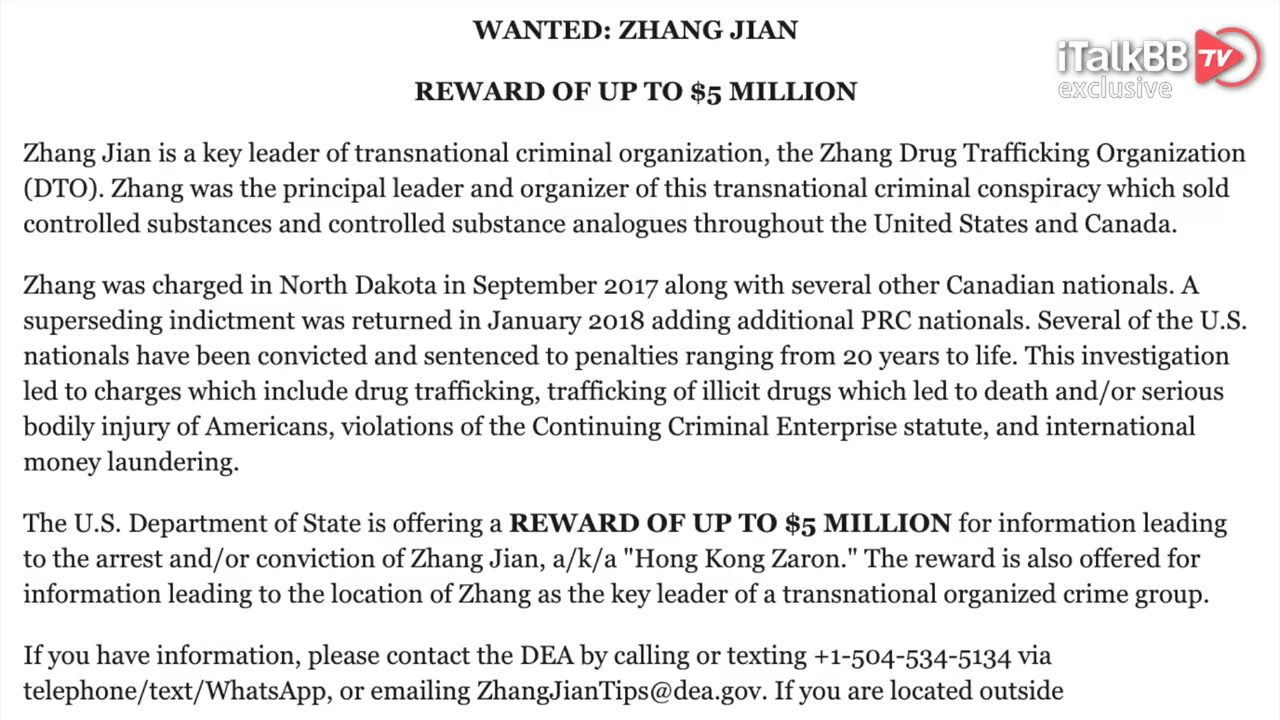 WANTED: ZHANG JIAN
iTalkBB TV
exclusive
REWARD OF UP TO $5 MILLION
Zhang Jian is a key leader of transnational criminal organization, the Zhang Drug Trafficking Organization
(DTO). Zhang was the principal leader and organizer of this transnational criminal conspiracy which sold
controlled substances and controlled substance analogues throughout the United States and Canada.
Zhang was charged in North Dakota in September 2017 along with several other Canadian nationals. A
superseding indictment was returned in January 2018 adding additional PRC nationals. Several of the U.S.
nationals have been convicted and sentenced to penalties ranging from 20 years to life. This investigation
led to charges which include drug trafficking, trafficking of illicit drugs which led to death and/or serious
bodily injury of Americans, violations of the Continuing Criminal Enterprise statute, and international
money laundering.
The U.S. Department of State is offering a REWARD OF UP TO $5 MILLION for information leading
to the arrest and/or conviction of Zhang Jian, a/k/a "Hong Kong Zaron." The reward is also offered for
information leading to the location of Zhang as the key leader of a transnational organized crime group.
If you have information, please contact the DEA by calling or texting +1-504-534-5134 via
telephone/text/WhatsApp, or emailing ZhangJianTips@dea.gov. If you are located outside